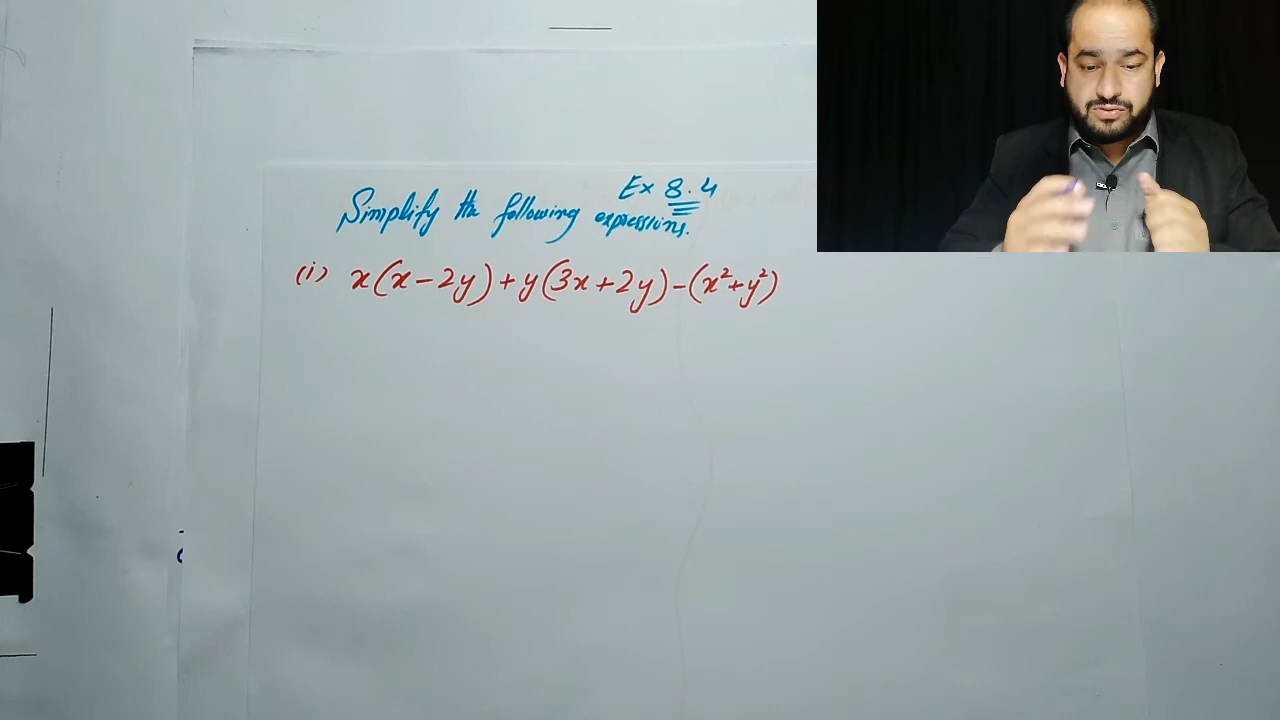 Ex 8.4
Simplify the following expressions.
(i) x(x-2y)+y(3x+2y)-(x²+y²)